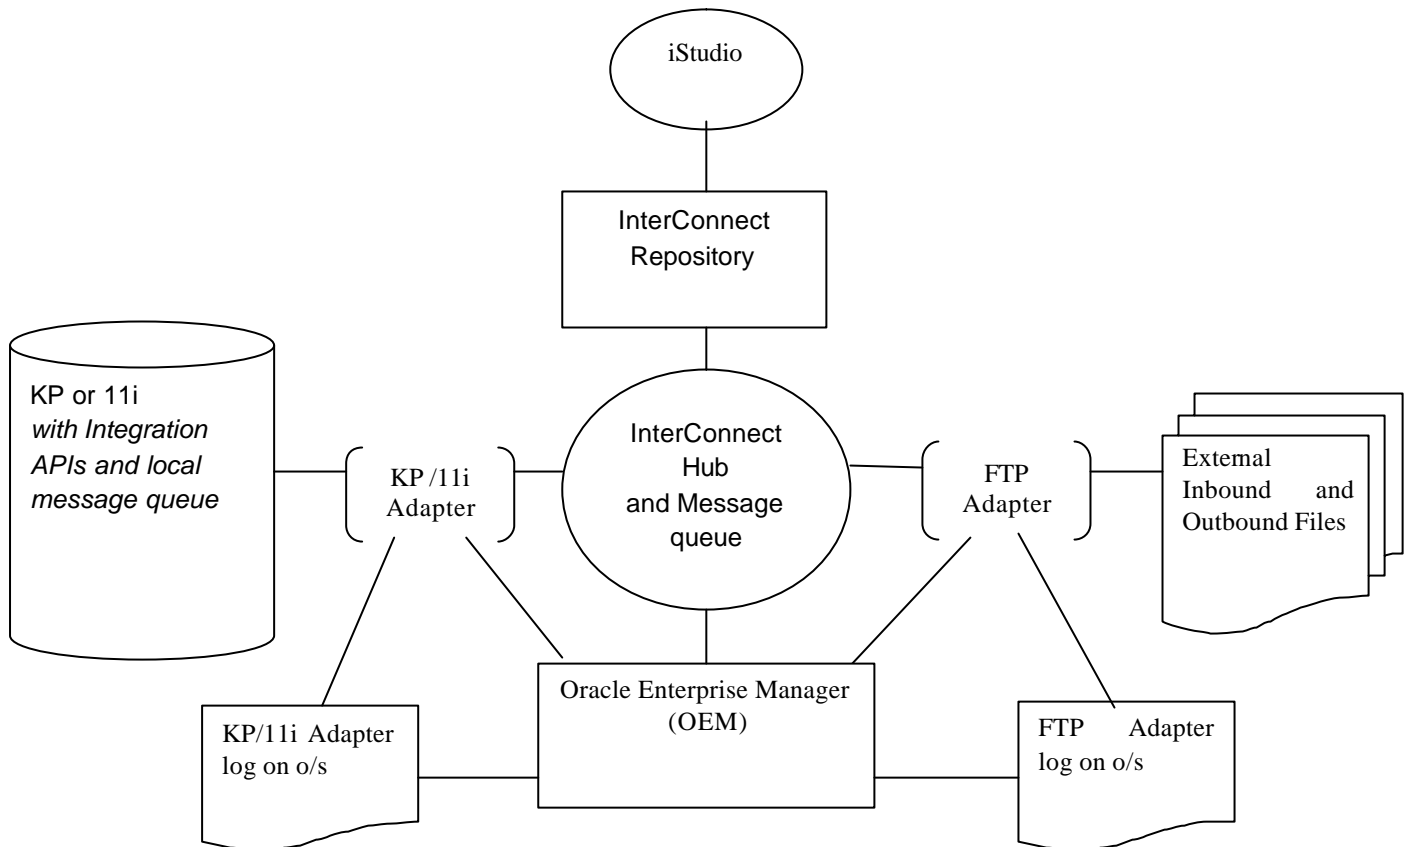 iStudio
InterConnect
Repository
KP or 11i
with Integration
APIs and local
message queue
KP /11i
Adapter
InterConnect
Hub
and Message
queue
FTP
Adapter
External
Inbound and
Outbound Files
Oracle Enterprise Manager
(OEM)
KP/11i Adapter
log on o/s
FTP Adapter
log on o/s